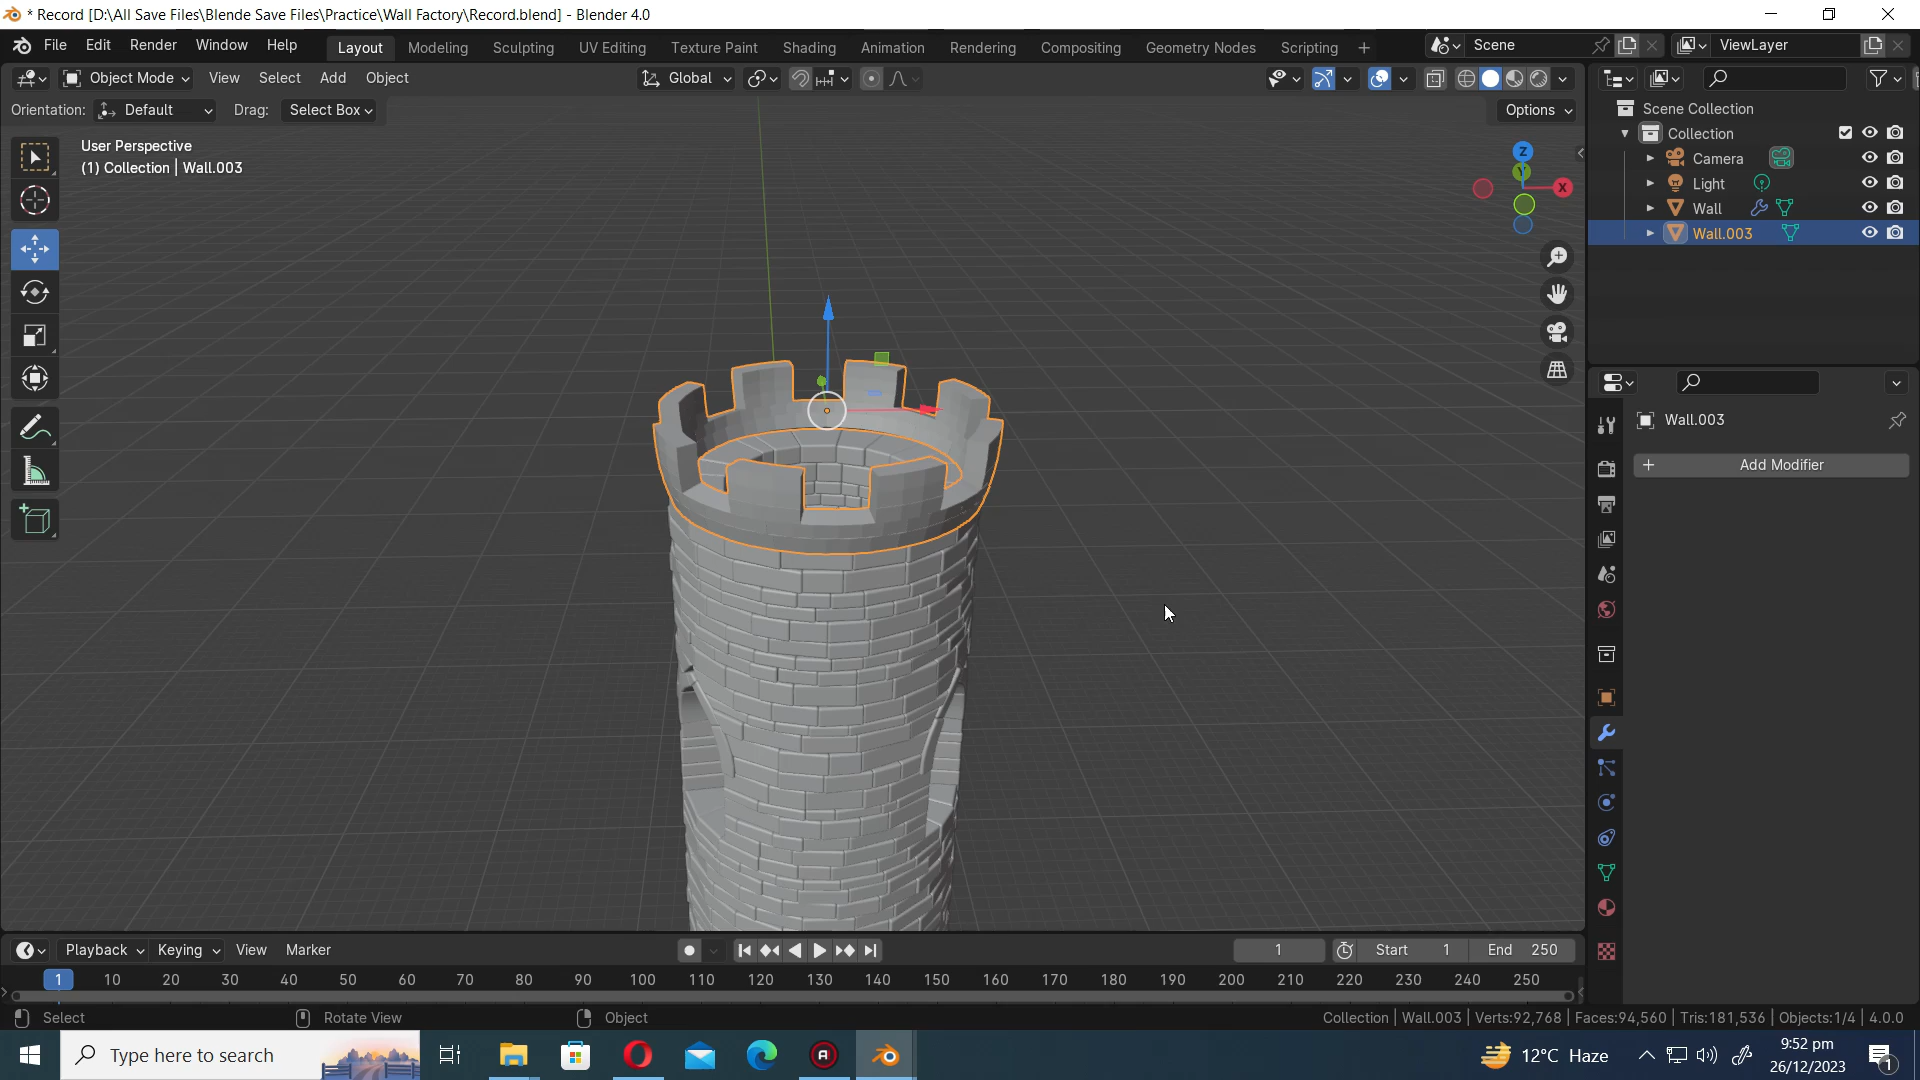 * Record [D:\All Save Files\Blende Save Files\Practice\Wall Factory\Record.blend] - Blender 4.0
File Edit Render Window Help Layout Modeling Sculpting UV Editing Texture Paint Shading Animation Rendering Compositing Geometry Nodes Scripting + Scene ViewLayer
Object Mode View Select Add Object Global
Orientation: Default Drag: Select Box Options
User Perspective
(1) Collection | Wall.003
Z
Y
X
Scene Collection
Collection
Camera
Light
Wall
Wall.003
Wall.003
+ Add Modifier
Playback Keying View Marker 1 Start 1 End 250
1 10 20 30 40 50 60 70 80 90 100 110 120 130 140 150 160 170 180 190 200 210 220 230 240 250
Select Rotate View Object Collection | Wall.003 | Verts:92,768 | Faces:94,560 | Tris:181,536 | Objects:1/4 | 4.0.0
Type here to search 12°C Haze 9:52 pm
26/12/2023
1